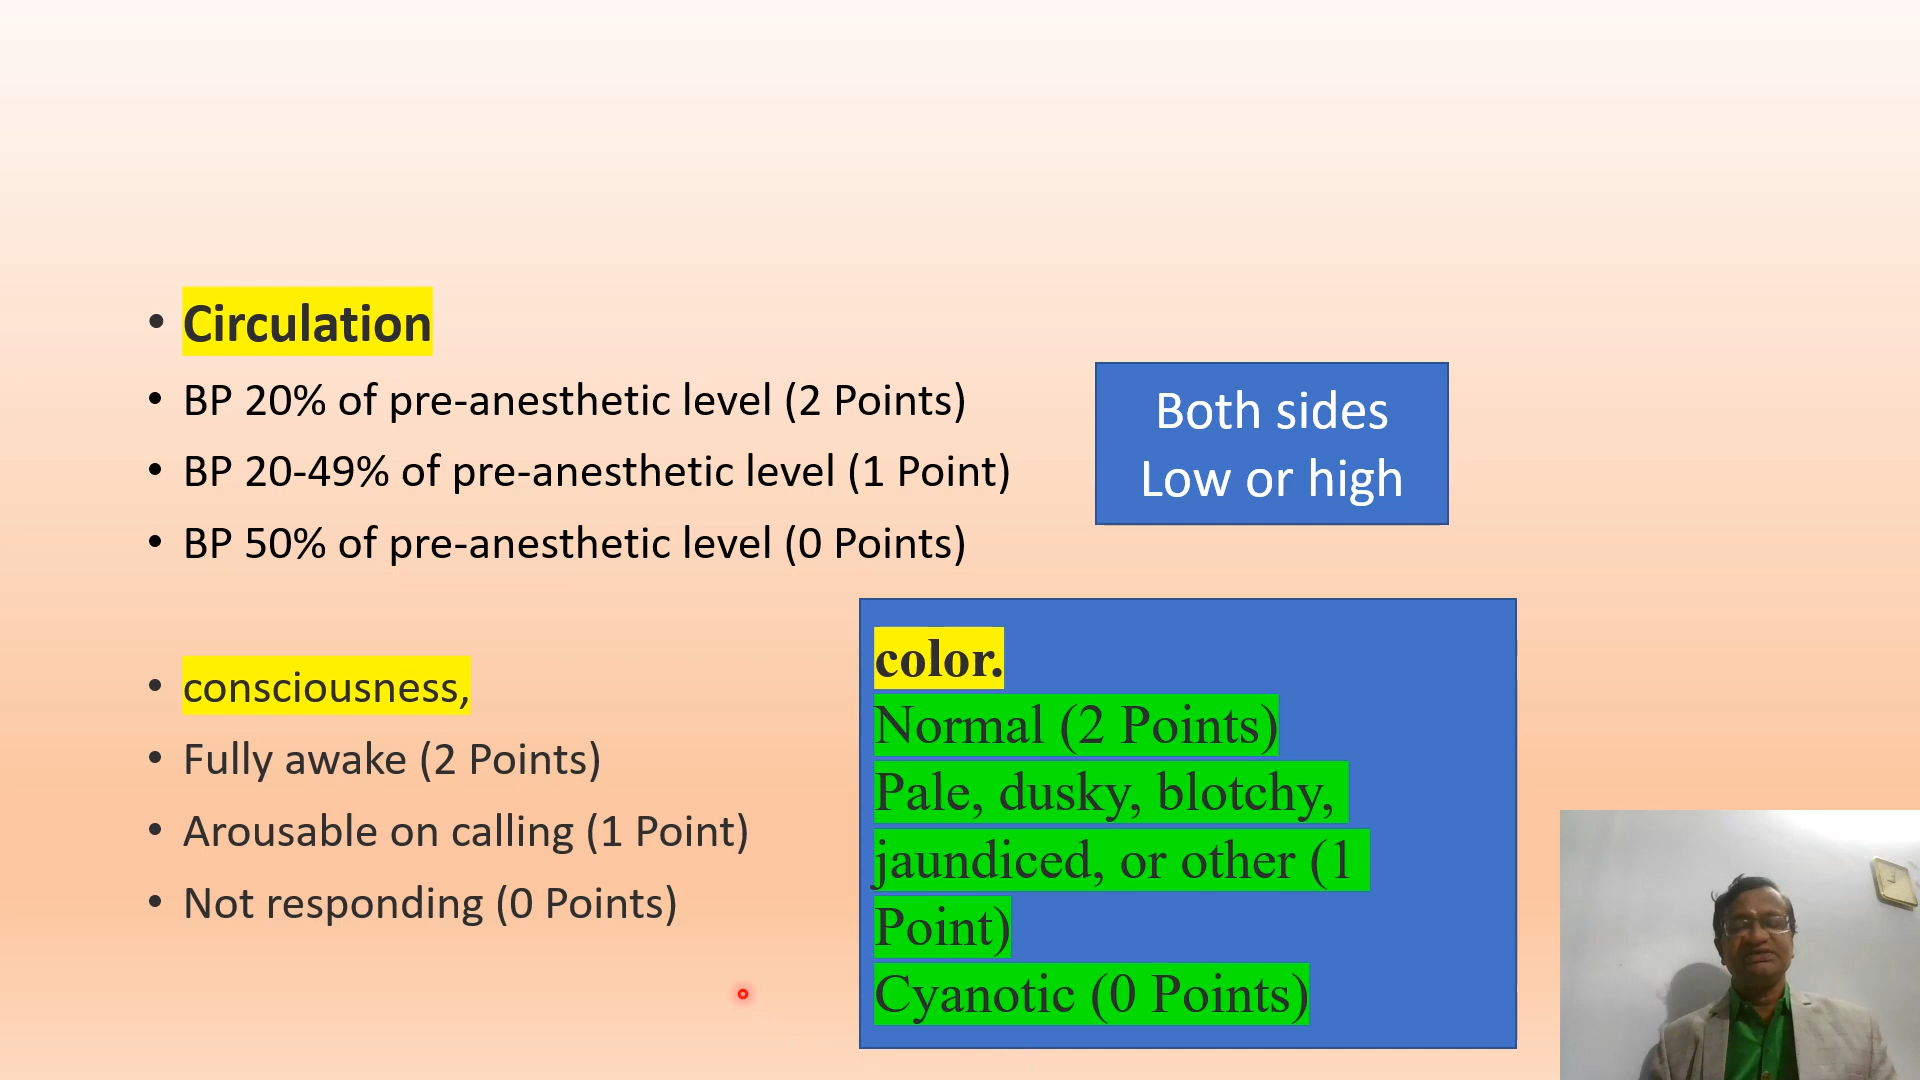 • Circulation
• BP 20% of pre-anesthetic level (2 Points)
• BP 20-49% of pre-anesthetic level (1 Point)
• BP 50% of pre-anesthetic level (0 Points)
Both sides
Low or high
• consciousness,
• Fully awake (2 Points)
• Arousable on calling (1 Point)
• Not responding (0 Points)
color.
Normal (2 Points)
Pale, dusky, blotchy,
jaundiced, or other (1
Point)
Cyanotic (0 Points)